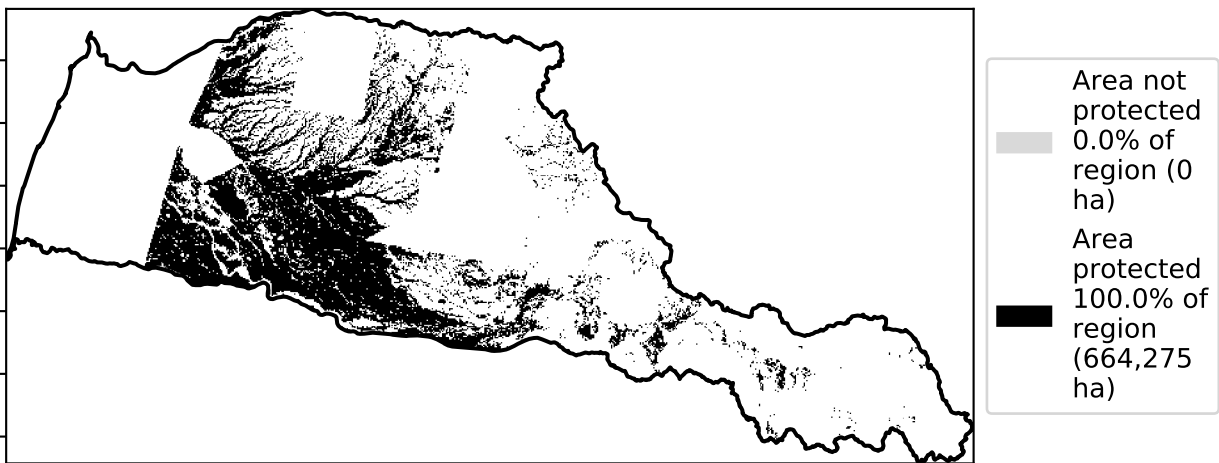 Area not
protected
0.0% of
region (0
ha)
Area
protected
100.0% of
region
(664,275
ha)